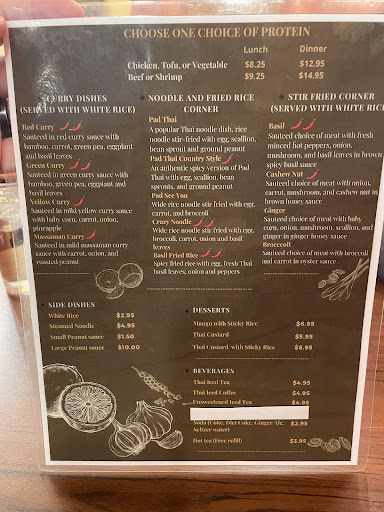 CHOOSE ONE CHOICE OF PROTEIN
Lunch Dinner
Chicken, Tofu, or Vegetable $8.25 $12.95
Beef or Shrimp $9.25 $14.95
CURRY DISHES
(SERVED WITH WHITE RICE)
Red Curry
Sauteed in red curry sauce with
bamboo, carrot, green pea, eggplant
and basil leaves
Green Curry
Sauteed in green curry sauce with
bamboo, green pea, eggplant and
basil leaves
Yellow Curry
Sauteed in mild yellow curry sauce
with baby corn, carrot, onion,
pineapple
Massaman Curry
Sauteed in mild massaman curry
sauce with carrot, onion, and
roasted peanut
NOODLE AND FRIED RICE
CORNER
Pad Thai
A popular Thai noodle dish, rice
noodle stir-fried with egg, scallion,
bean sprout and ground peanut
Pad Thai Country Style
An authentic spicy version of Pad
Thai with egg, scallion, bean
sprouts, and ground peanut
Pad See You
Wide rice noodle stir fried with egg,
carrot, and broccoli
Crazy Noodle
Wide rice noodle stir fried with egg,
broccoli, carrot, onion and basil
leaves
Basil Fried Rice
Spicy fried rice with egg, fresh Thai
basil leaves, onion and peppers
STIR FRIED CORNER
(SERVED WITH WHITE RICE
Basil
Sauteed choice of meat with fresh
minced hot peppers, onion,
mushroom, and basil leaves in brown
spicy basil sauce
Cashew Nut
Sauteed choice of meat with onion,
carrot, mushroom, and cashew nut in
brown honey sauce
Ginger
Sauteed choice of meat with baby
corn, onion, mushroom, scallion, and
ginger in ginger honey sauce
Broccoli
Sauteed choice of meat with broccoli
and carrot in oyster sauce
SIDE DISHES
White Rice $2.95
Steamed Noodle $4.95
Small Peanut sauce $1.50
Large Peanut sauce $10.00
DESSERTS
Mango with Sticky Rice $6.95
Thai Custard $5.95
Thai Custard with Sticky Rice $6.95
BEVERAGES
Thai Iced Tea $4.95
Thai Iced Coffee $4.95
Unsweetened Iced Tea $4.95
Soda (Coke, Diet Coke, Ginger Ale, $2.95
Seltzer water)
Hot tea (Free refill) $3.95